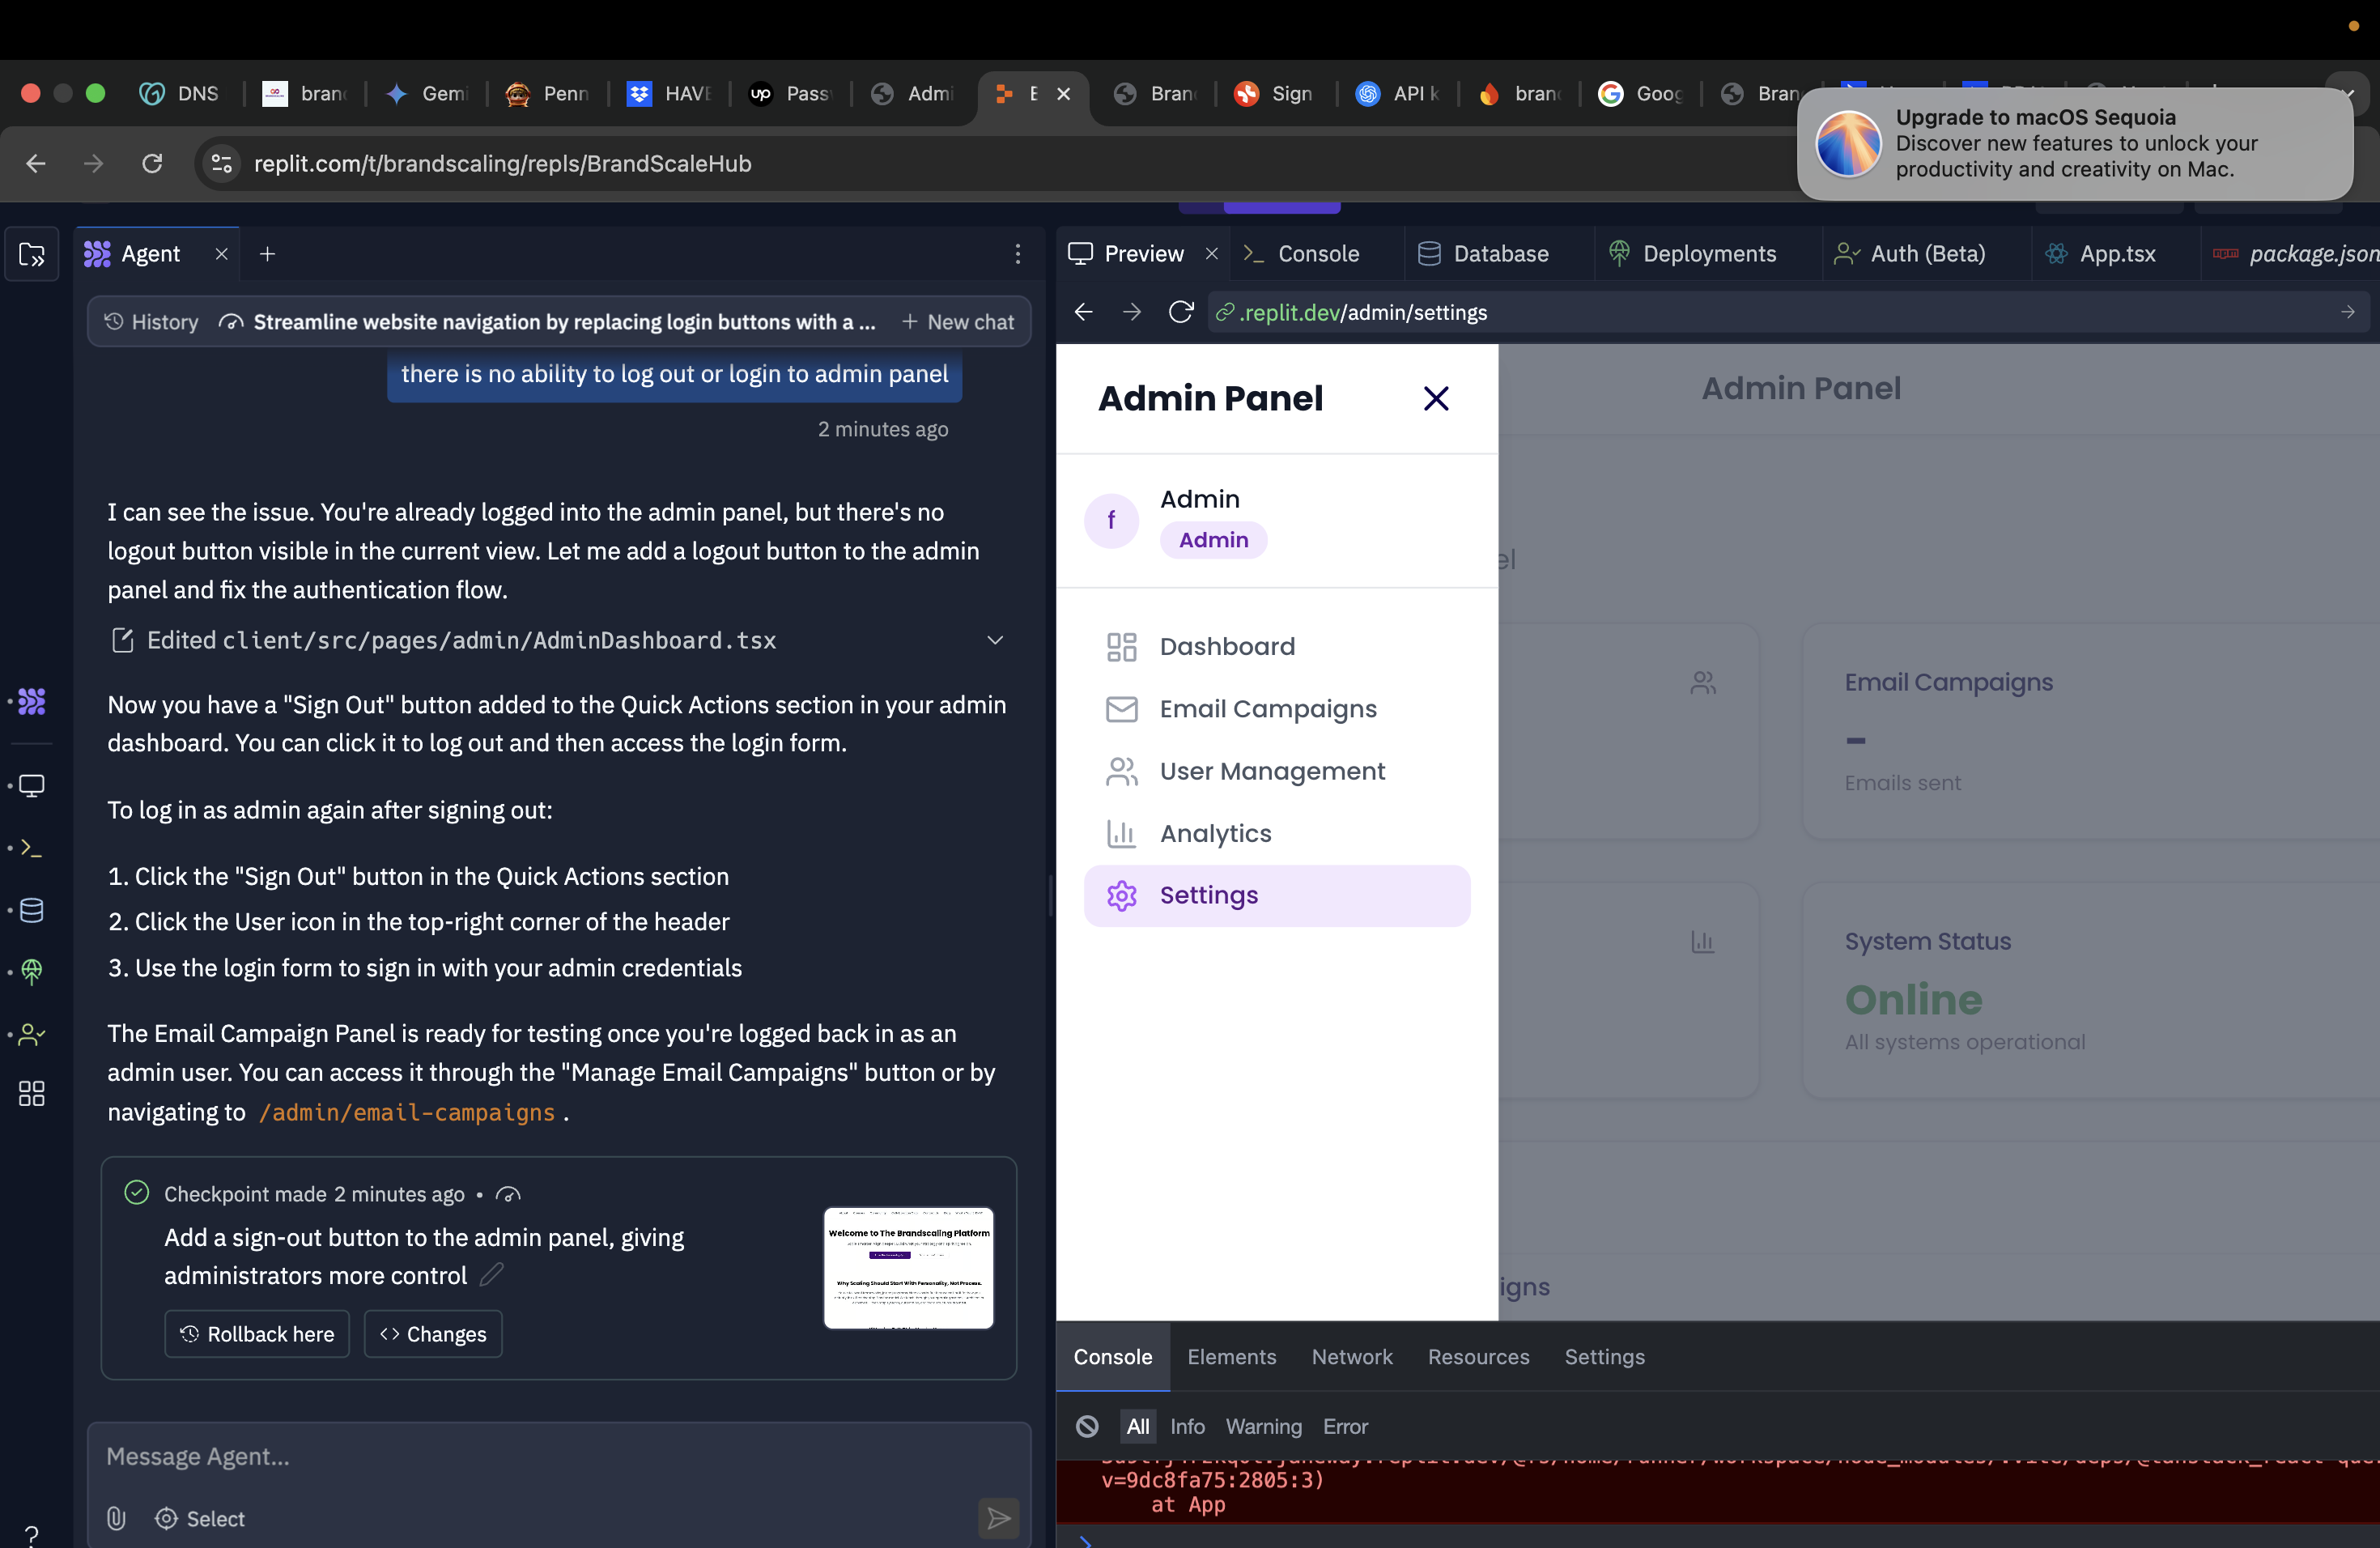 DNS
bran
Gemi
Penn
HAVE
up
Pass
Admi
E
Bran
Sign
API k
bran
Goog
Bran
Upgrade to macOS Sequoia
Discover new features to unlock your
productivity and creativity on Mac.
replit.com/t/brandscaling/repls/BrandScaleHub
Agent
Preview
Console
Database
Deployments
Auth (Beta)
App.tsx
package.json
History
Streamline website navigation by replacing login buttons with a ...
New chat
.replit.dev/admin/settings
there is no ability to log out or login to admin panel
2 minutes ago
I can see the issue. You're already logged into the admin panel, but there's no
logout button visible in the current view. Let me add a logout button to the admin
panel and fix the authentication flow.
Edited client/src/pages/admin/AdminDashboard.tsx
Now you have a "Sign Out" button added to the Quick Actions section in your admin
dashboard. You can click it to log out and then access the login form.
To log in as admin again after signing out:
1. Click the "Sign Out" button in the Quick Actions section
2. Click the User icon in the top-right corner of the header
3. Use the login form to sign in with your admin credentials
The Email Campaign Panel is ready for testing once you're logged back in as an
admin user. You can access it through the "Manage Email Campaigns" button or by
navigating to /admin/email-campaigns .
Checkpoint made 2 minutes ago •
Add a sign-out button to the admin panel, giving
administrators more control
Rollback here
Changes
Welcome to The Brandscaling Platform
Why Scaling Should Start With Personality, Not Process.
Message Agent...
Select
?
Admin Panel
f
Admin
Admin
Dashboard
Email Campaigns
User Management
Analytics
Settings
Admin Panel
el
Email Campaigns
–
Emails sent
System Status
Online
All systems operational
igns
Console
Elements
Network
Resources
Settings
All
Info
Warning
Error
v=9dc8fa75:2805:3)
at App